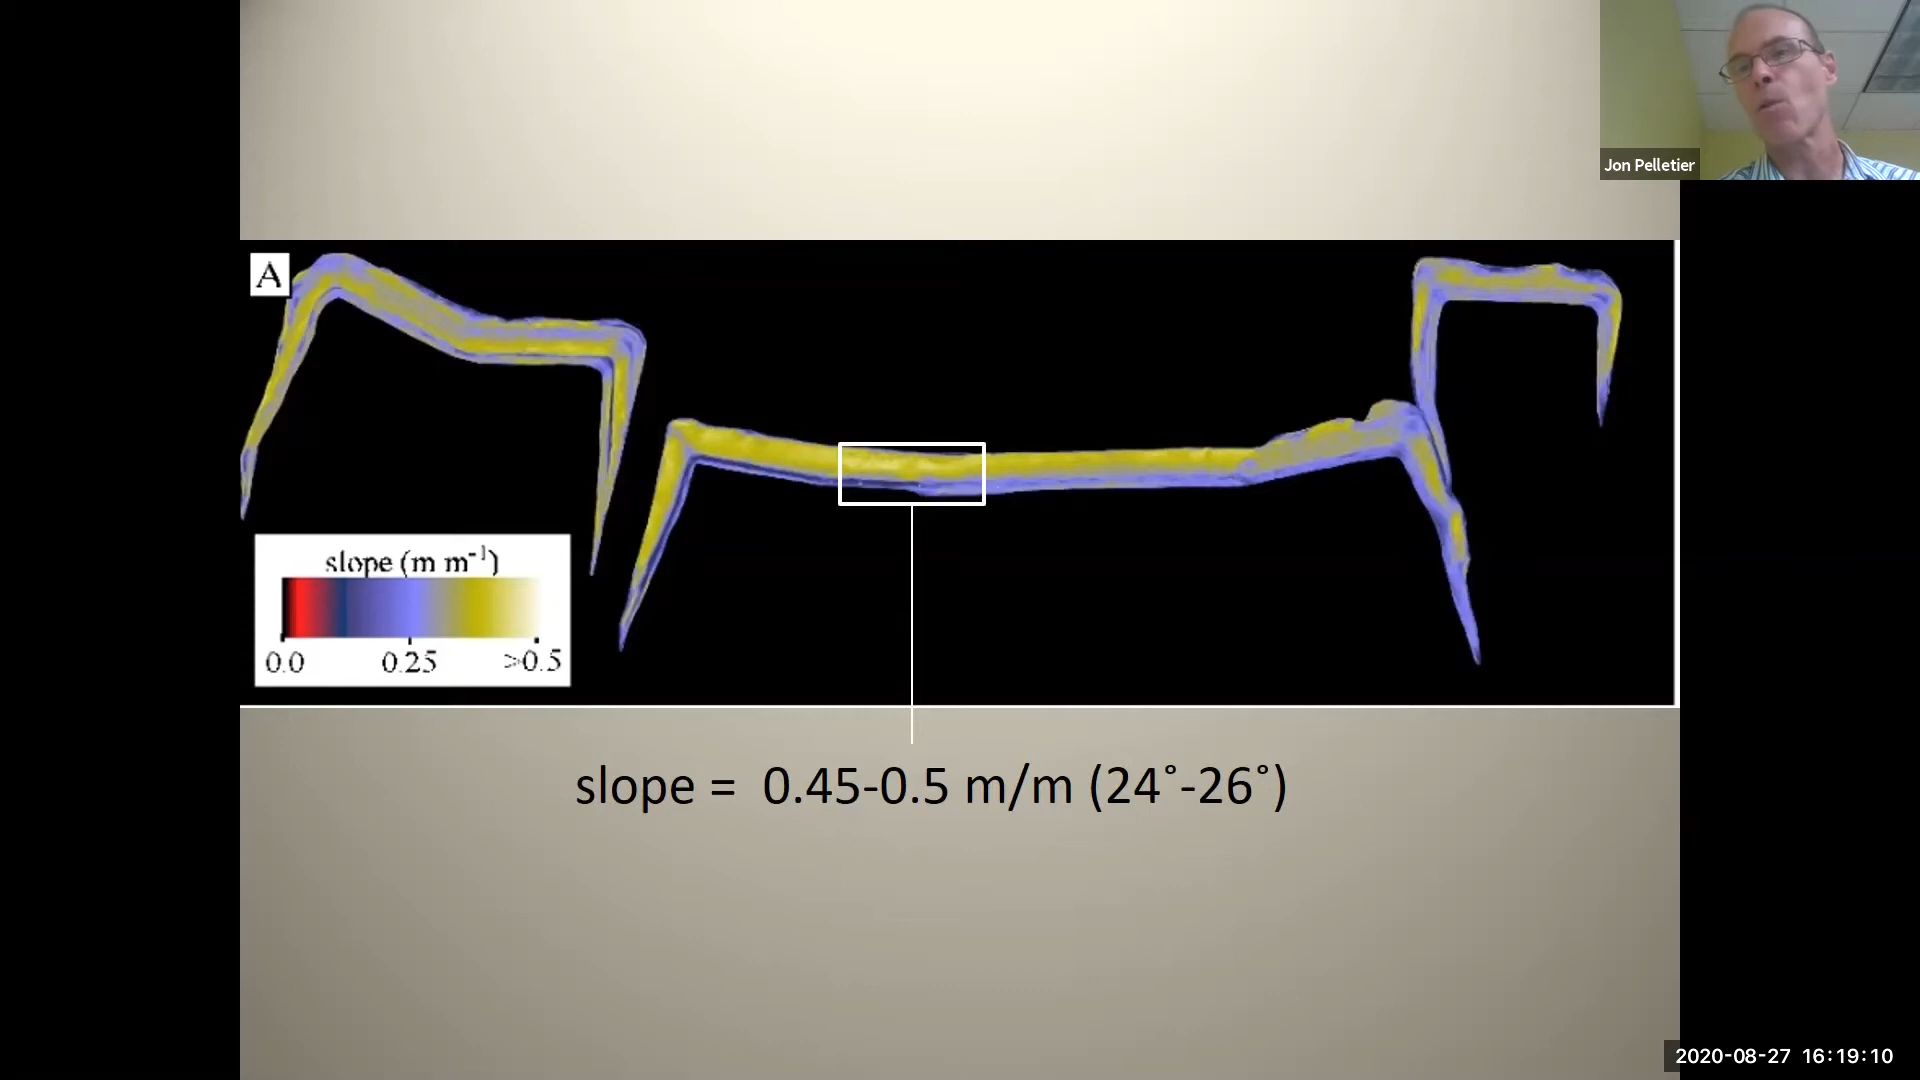 Jon Pelletier
A
slope (m m⁻¹)
0.0 0.25 >0.5
slope = 0.45-0.5 m/m (24˚-26˚)
2020-08-27 16:19:10